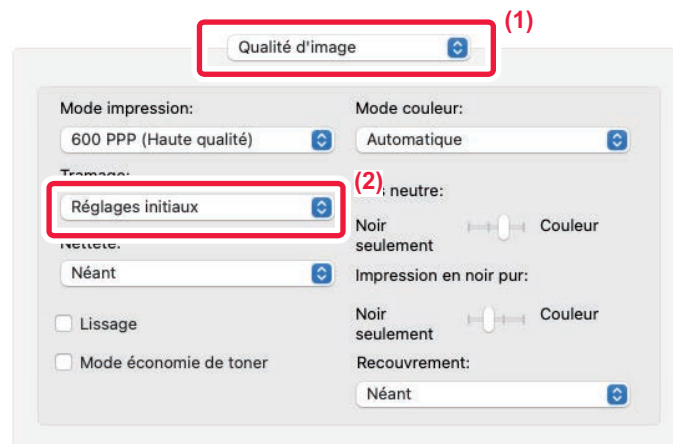 (1)
Qualité d'image
Mode impression:
600 PPP (Haute qualité)
Tramage:
(2)
Réglages initiaux
Netteté:
Néant
Lissage
Mode économie de toner
Mode couleur:
Automatique
neutre:
Noir
seulement
Couleur
Impression en noir pur:
Noir
seulement
Couleur
Recouvrement:
Néant